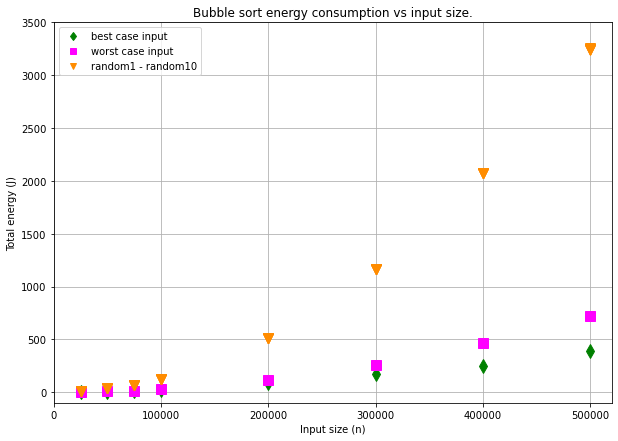 Bubble sort energy consumption vs input size.
best case input
worst case input
random1 - random10
3500
3000
2500
2000
1500
1000
500
0
Total energy (J)
0 100000 200000 300000 400000 500000
Input size (n)